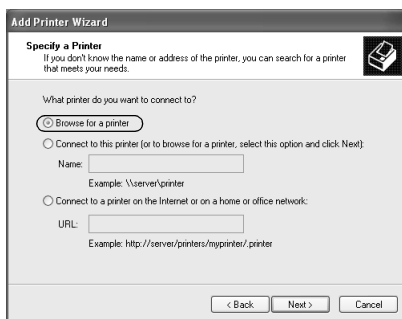 Add Printer Wizard
Specify a Printer
If you don't know the name or address of the printer, you can search for a printer
that meets your needs.
What printer do you want to connect to?
Browse for a printer
Connect to this printer (or to browse for a printer, select this option and click Next):
Name:
Example: \\server\printer
Connect to a printer on the Internet or on a home or office network:
URL:
Example: http://server/printers/myprinter/.printer
< Back Next > Cancel